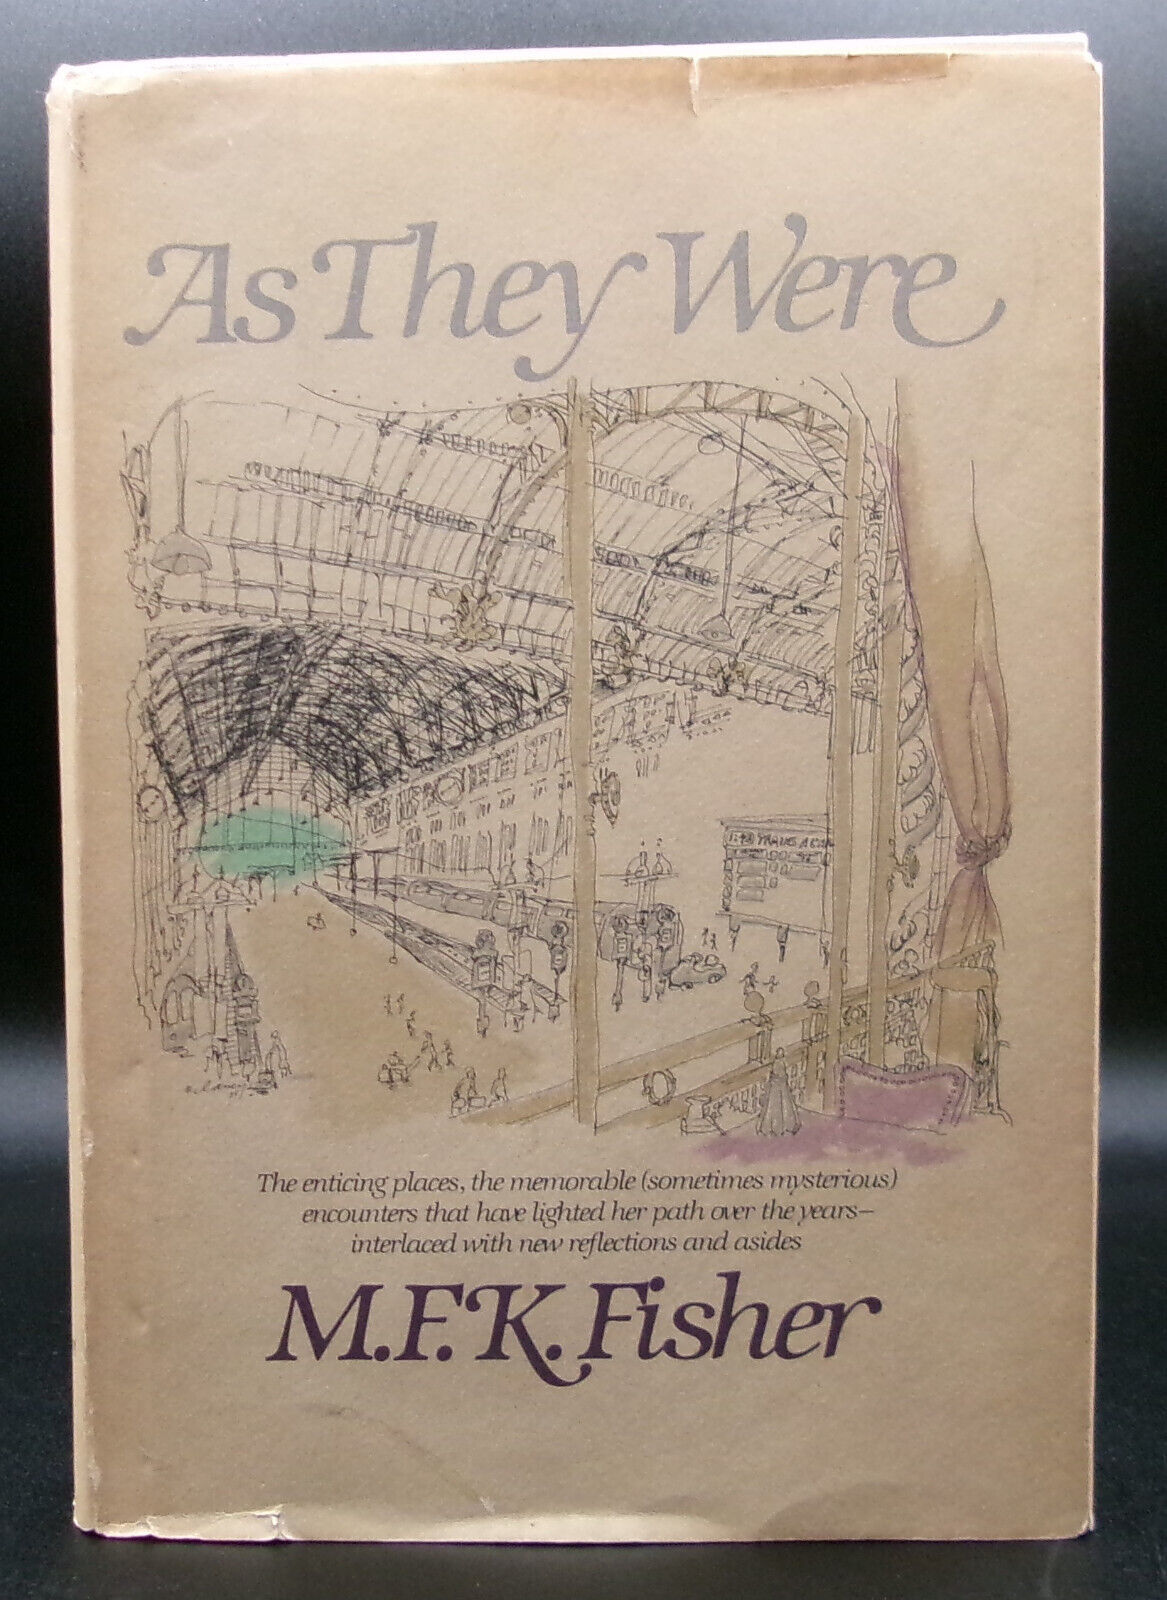 As They Were
The enticing places, the memorable (sometimes mysterious)
encounters that have lighted her path over the years—
interlaced with new reflections and asides
M.F.K. Fisher